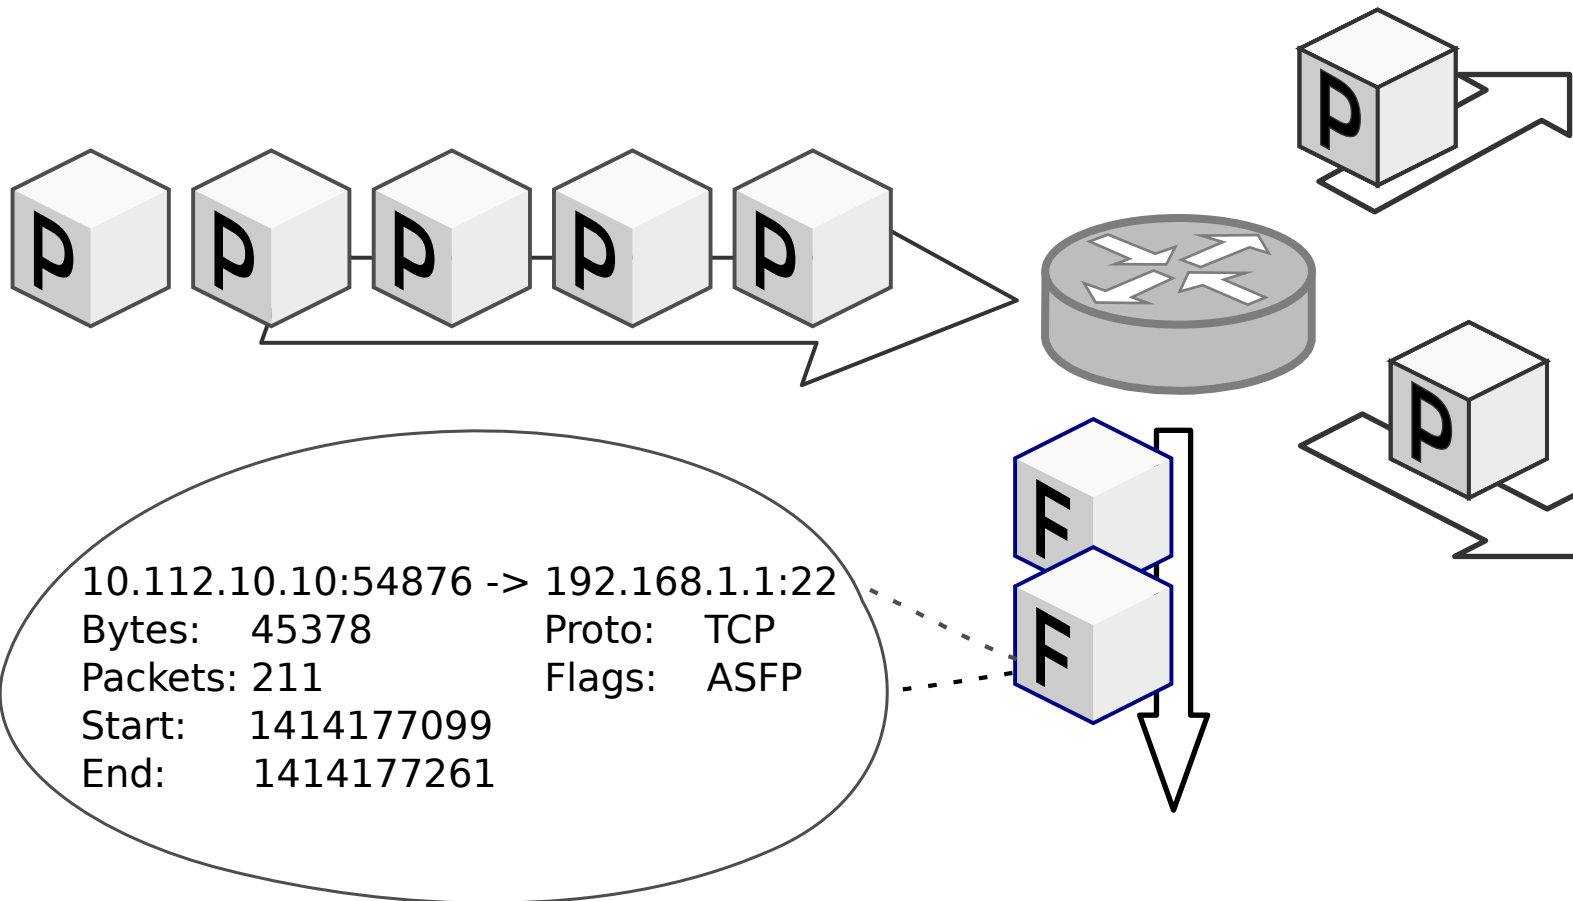 P
P P P P P
P
F
F
10.112.10.10:54876 -> 192.168.1.1:22
Bytes: 45378 Proto: TCP
Packets: 211 Flags: ASFP
Start: 1414177099
End: 1414177261